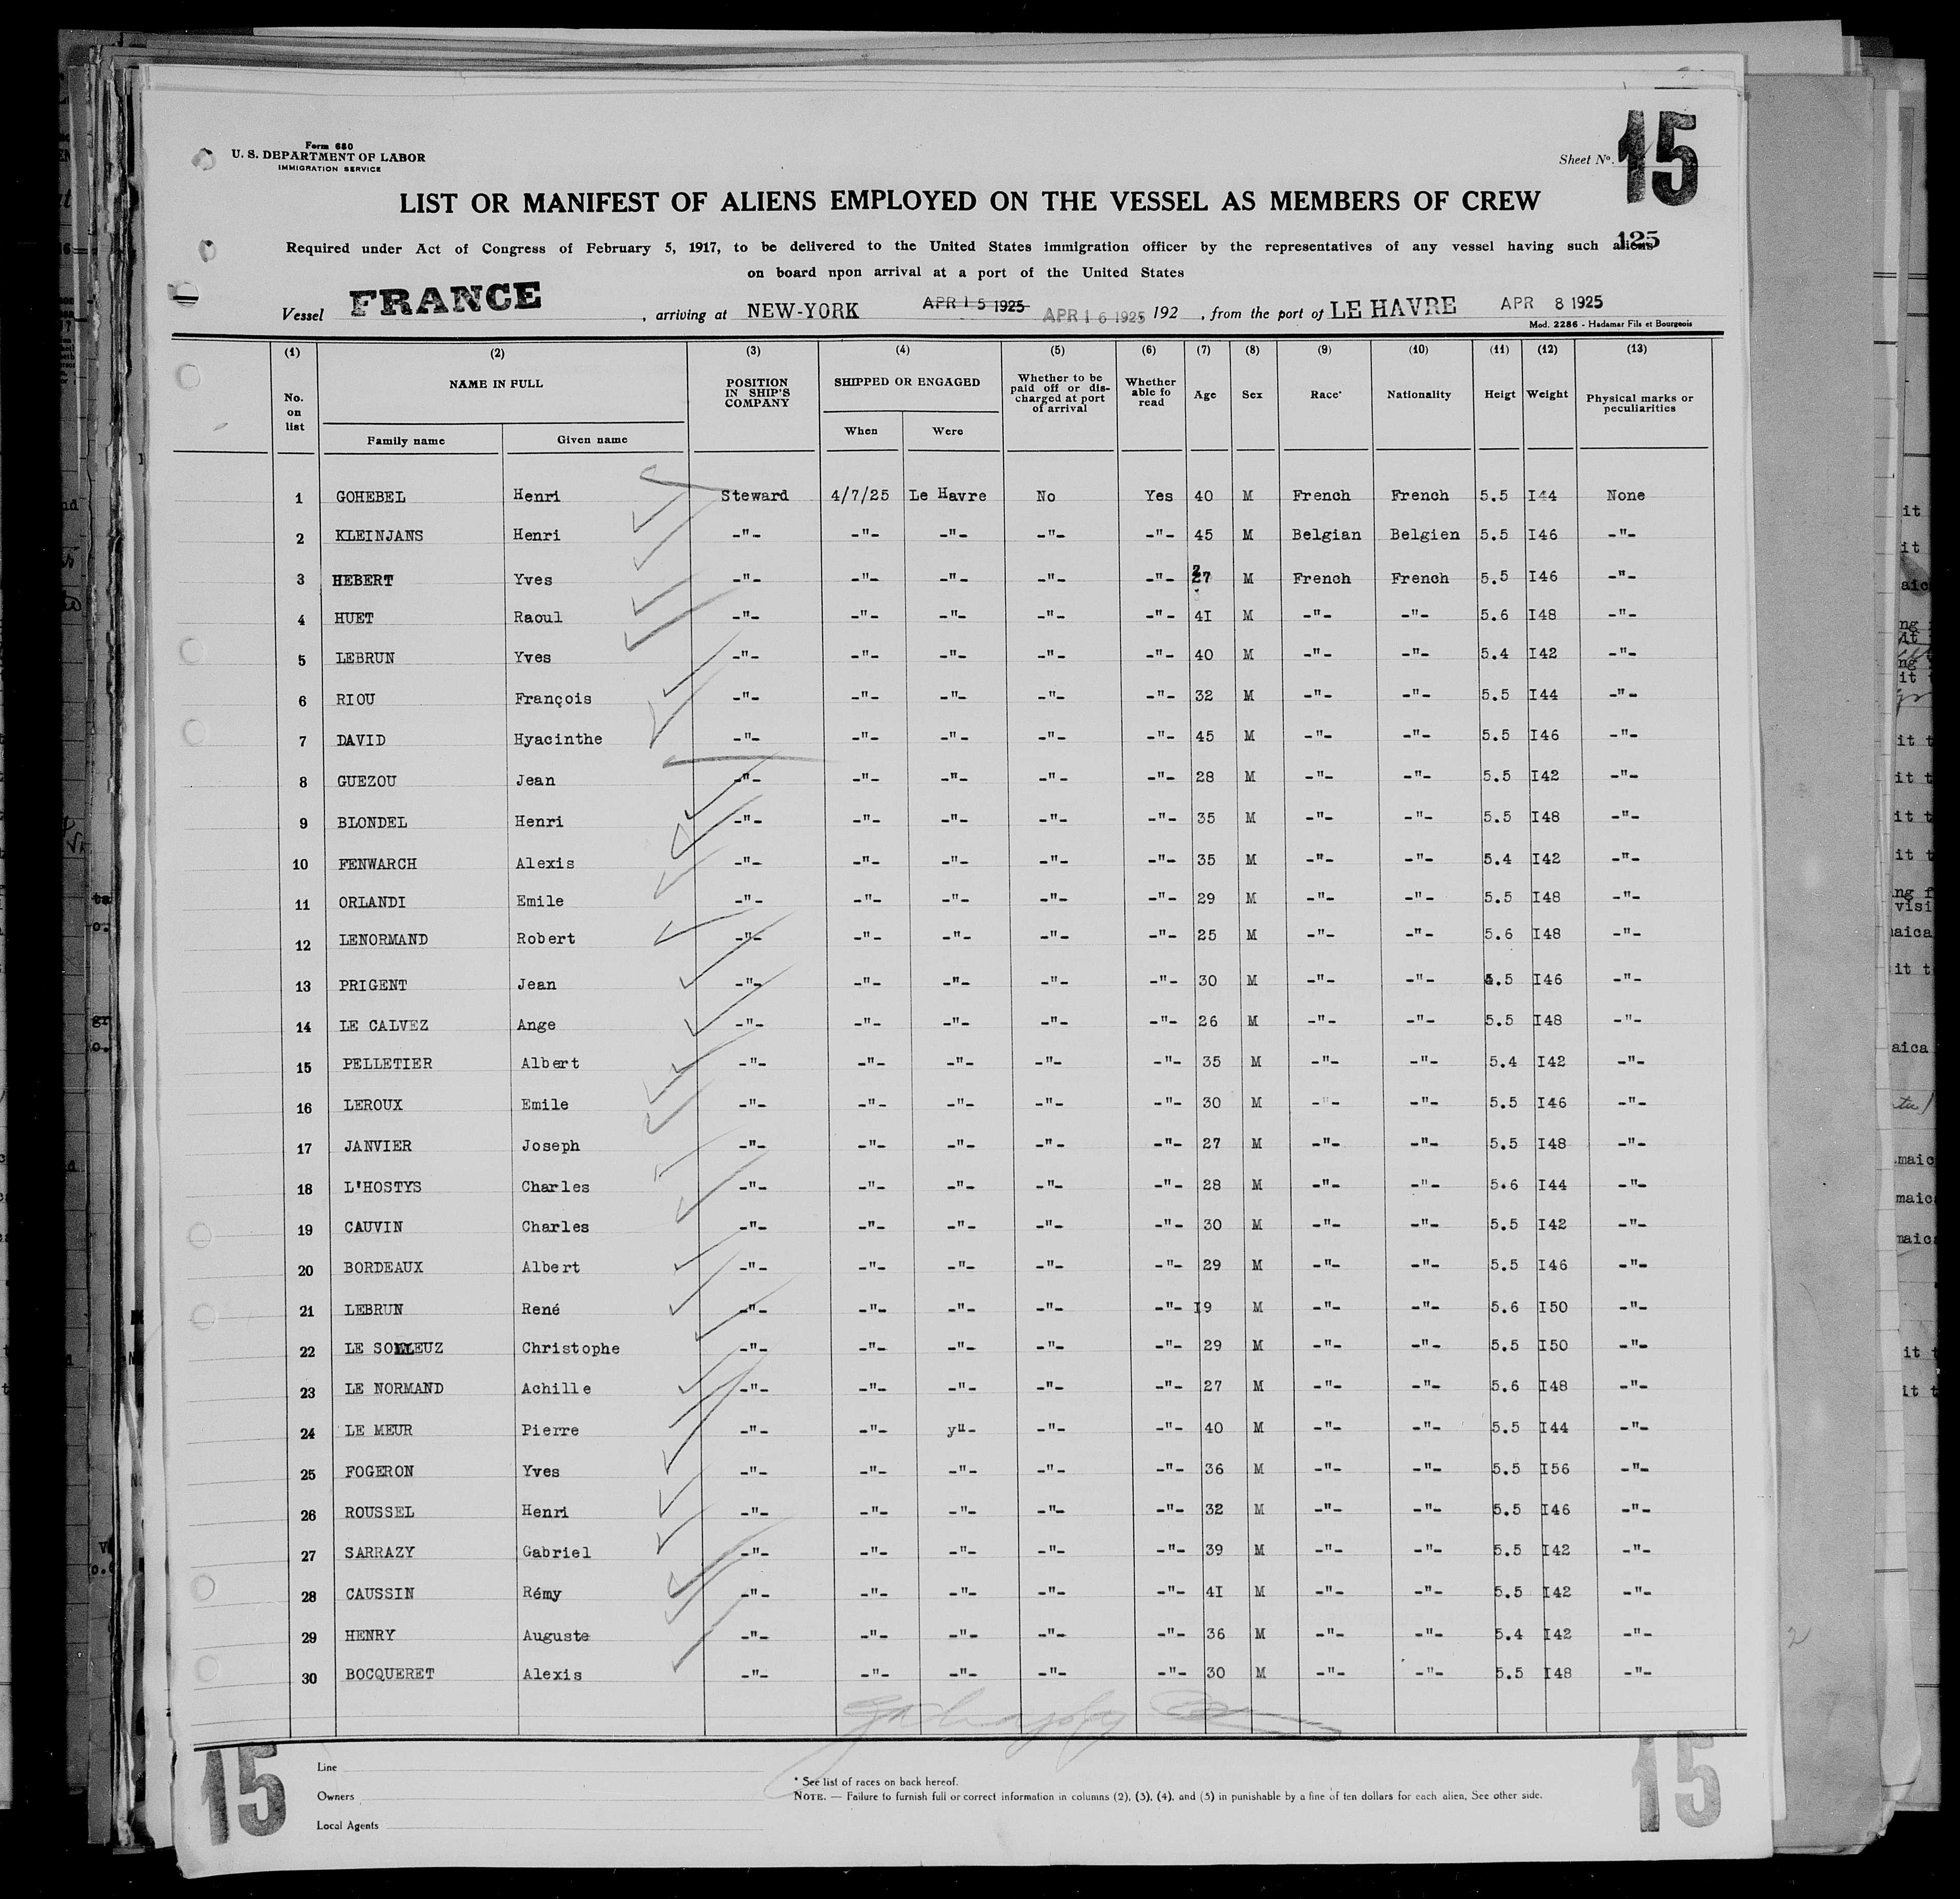 Form 680
U. S. DEPARTMENT OF LABOR
IMMIGRATION SERVICE
Sheet No. 15
LIST OR MANIFEST OF ALIENS EMPLOYED ON THE VESSEL AS MEMBERS OF CREW
Required under Act of Congress of February 5, 1917, to be delivered to the United States immigration officer by the representatives of any vessel having such aliens
125
on board npon arrival at a port of the United States
Vessel FRANCE , arriving at NEW-YORK APR 15 1925 APR 16 1925 192 , from the port of LE HAVRE APR 8 1925
Mod. 2286 - Hadamar Fils et Bourgeois
(1) (2) (3) (4) (5) (6) (7) (8) (9) (10) (11) (12) (13)
No. on list NAME IN FULL POSITION IN SHIP'S COMPANY SHIPPED OR ENGAGED Whether to be paid off or discharged at port of arrival Whether able fo read Age Sex Race* Nationality Heigt Weight Physical marks or peculiarities
Family name Given name When Were
1 GOHEBEL Henri Steward 4/7/25 Le Havre No Yes 40 M French French 5.5 I44 None
2 KLEINJANS Henri -"- -"- -"- -"- -"- 45 M Belgian Belgien 5.5 I46 -"-
3 HEBERT Yves -"- -"- -"- -"- -"- 27 M French French 5.5 I46 -"-
4 HUET Raoul -"- -"- -"- -"- -"- 4I M -"- -"- 5.6 I48 -"-
5 LEBRUN Yves -"- -"- -"- -"- -"- 40 M -"- -"- 5.4 I42 -"-
6 RIOU François -"- -"- -"- -"- -"- 32 M -"- -"- 5.5 I44 -"-
7 DAVID Hyacinthe -"- -"- -"- -"- -"- 45 M -"- -"- 5.5 I46 -"-
8 GUEZOU Jean -"- -"- -"- -"- -"- 28 M -"- -"- 5.5 I42 -"-
9 BLONDEL Henri -"- -"- -"- -"- -"- 35 M -"- -"- 5.5 I48 -"-
10 FENWARCH Alexis -"- -"- -"- -"- -"- 35 M -"- -"- 5.4 I42 -"-
11 ORLANDI Emile -"- -"- -"- -"- -"- 29 M -"- -"- 5.5 I48 -"-
12 LENORMAND Robert -"- -"- -"- -"- -"- 25 M -"- -"- 5.6 I48 -"-
13 PRIGENT Jean -"- -"- -"- -"- -"- 30 M -"- -"- 5.5 I46 -"-
14 LE CALVEZ Ange -"- -"- -"- -"- -"- 26 M -"- -"- 5.5 I48 -"-
15 PELLETIER Albert -"- -"- -"- -"- -"- 35 M -"- -"- 5.4 I42 -"-
16 LEROUX Emile -"- -"- -"- -"- -"- 30 M -"- -"- 5.5 I46 -"-
17 JANVIER Joseph -"- -"- -"- -"- -"- 27 M -"- -"- 5.5 I48 -"-
18 L'HOSTYS Charles -"- -"- -"- -"- -"- 28 M -"- -"- 5.6 I44 -"-
19 CAUVIN Charles -"- -"- -"- -"- -"- 30 M -"- -"- 5.5 I42 -"-
20 BORDEAUX Albert -"- -"- -"- -"- -"- 29 M -"- -"- 5.5 I46 -"-
21 LEBRUN René -"- -"- -"- -"- -"- I9 M -"- -"- 5.6 I50 -"-
22 LE Christophe -"- -"- -"- -"- -"- 29 M -"- -"- 5.5 I50 -"-
23 LE NORMAND Achille -"- -"- -"- -"- -"- 27 M -"- -"- 5.6 I48 -"-
24 LE MEUR Pierre -"- -"- y"- -"- -"- 40 M -"- -"- 5.5 I44 -"-
25 FOGERON Yves -"- -"- -"- -"- -"- 36 M -"- -"- 5.5 I56 -"-
26 ROUSSEL Henri -"- -"- -"- -"- -"- 32 M -"- -"- 5.5 I46 -"-
27 SARRAZY Gabriel -"- -"- -"- -"- -"- 39 M -"- -"- 5.5 I42 -"-
28 CAUSSIN Rémy -"- -"- -"- -"- -"- 4I M -"- -"- 5.5 I42 -"-
29 HENRY Auguste -"- -"- -"- -"- -"- 36 M -"- -"- 5.4 I42 -"-
30 BOCQUERET Alexis -"- -"- -"- -"- -"- 30 M -"- -"- 5.5 I48 -"-
15 15
Line
Owners
Local Agents
* See list of races on back hereof.
NOTE. — Failure to furnish full or correct information in columns (2), (3), (4), and (5) in punishable by a fine of ten dollars for each alien, See other side.